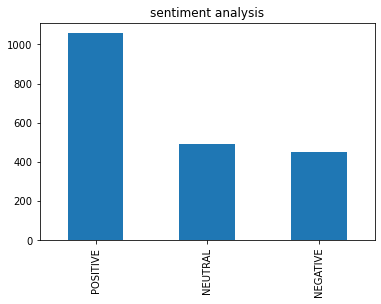 sentiment analysis
1000
800
600
400
200
0
POSITIVE
NEUTRAL
NEGATIVE